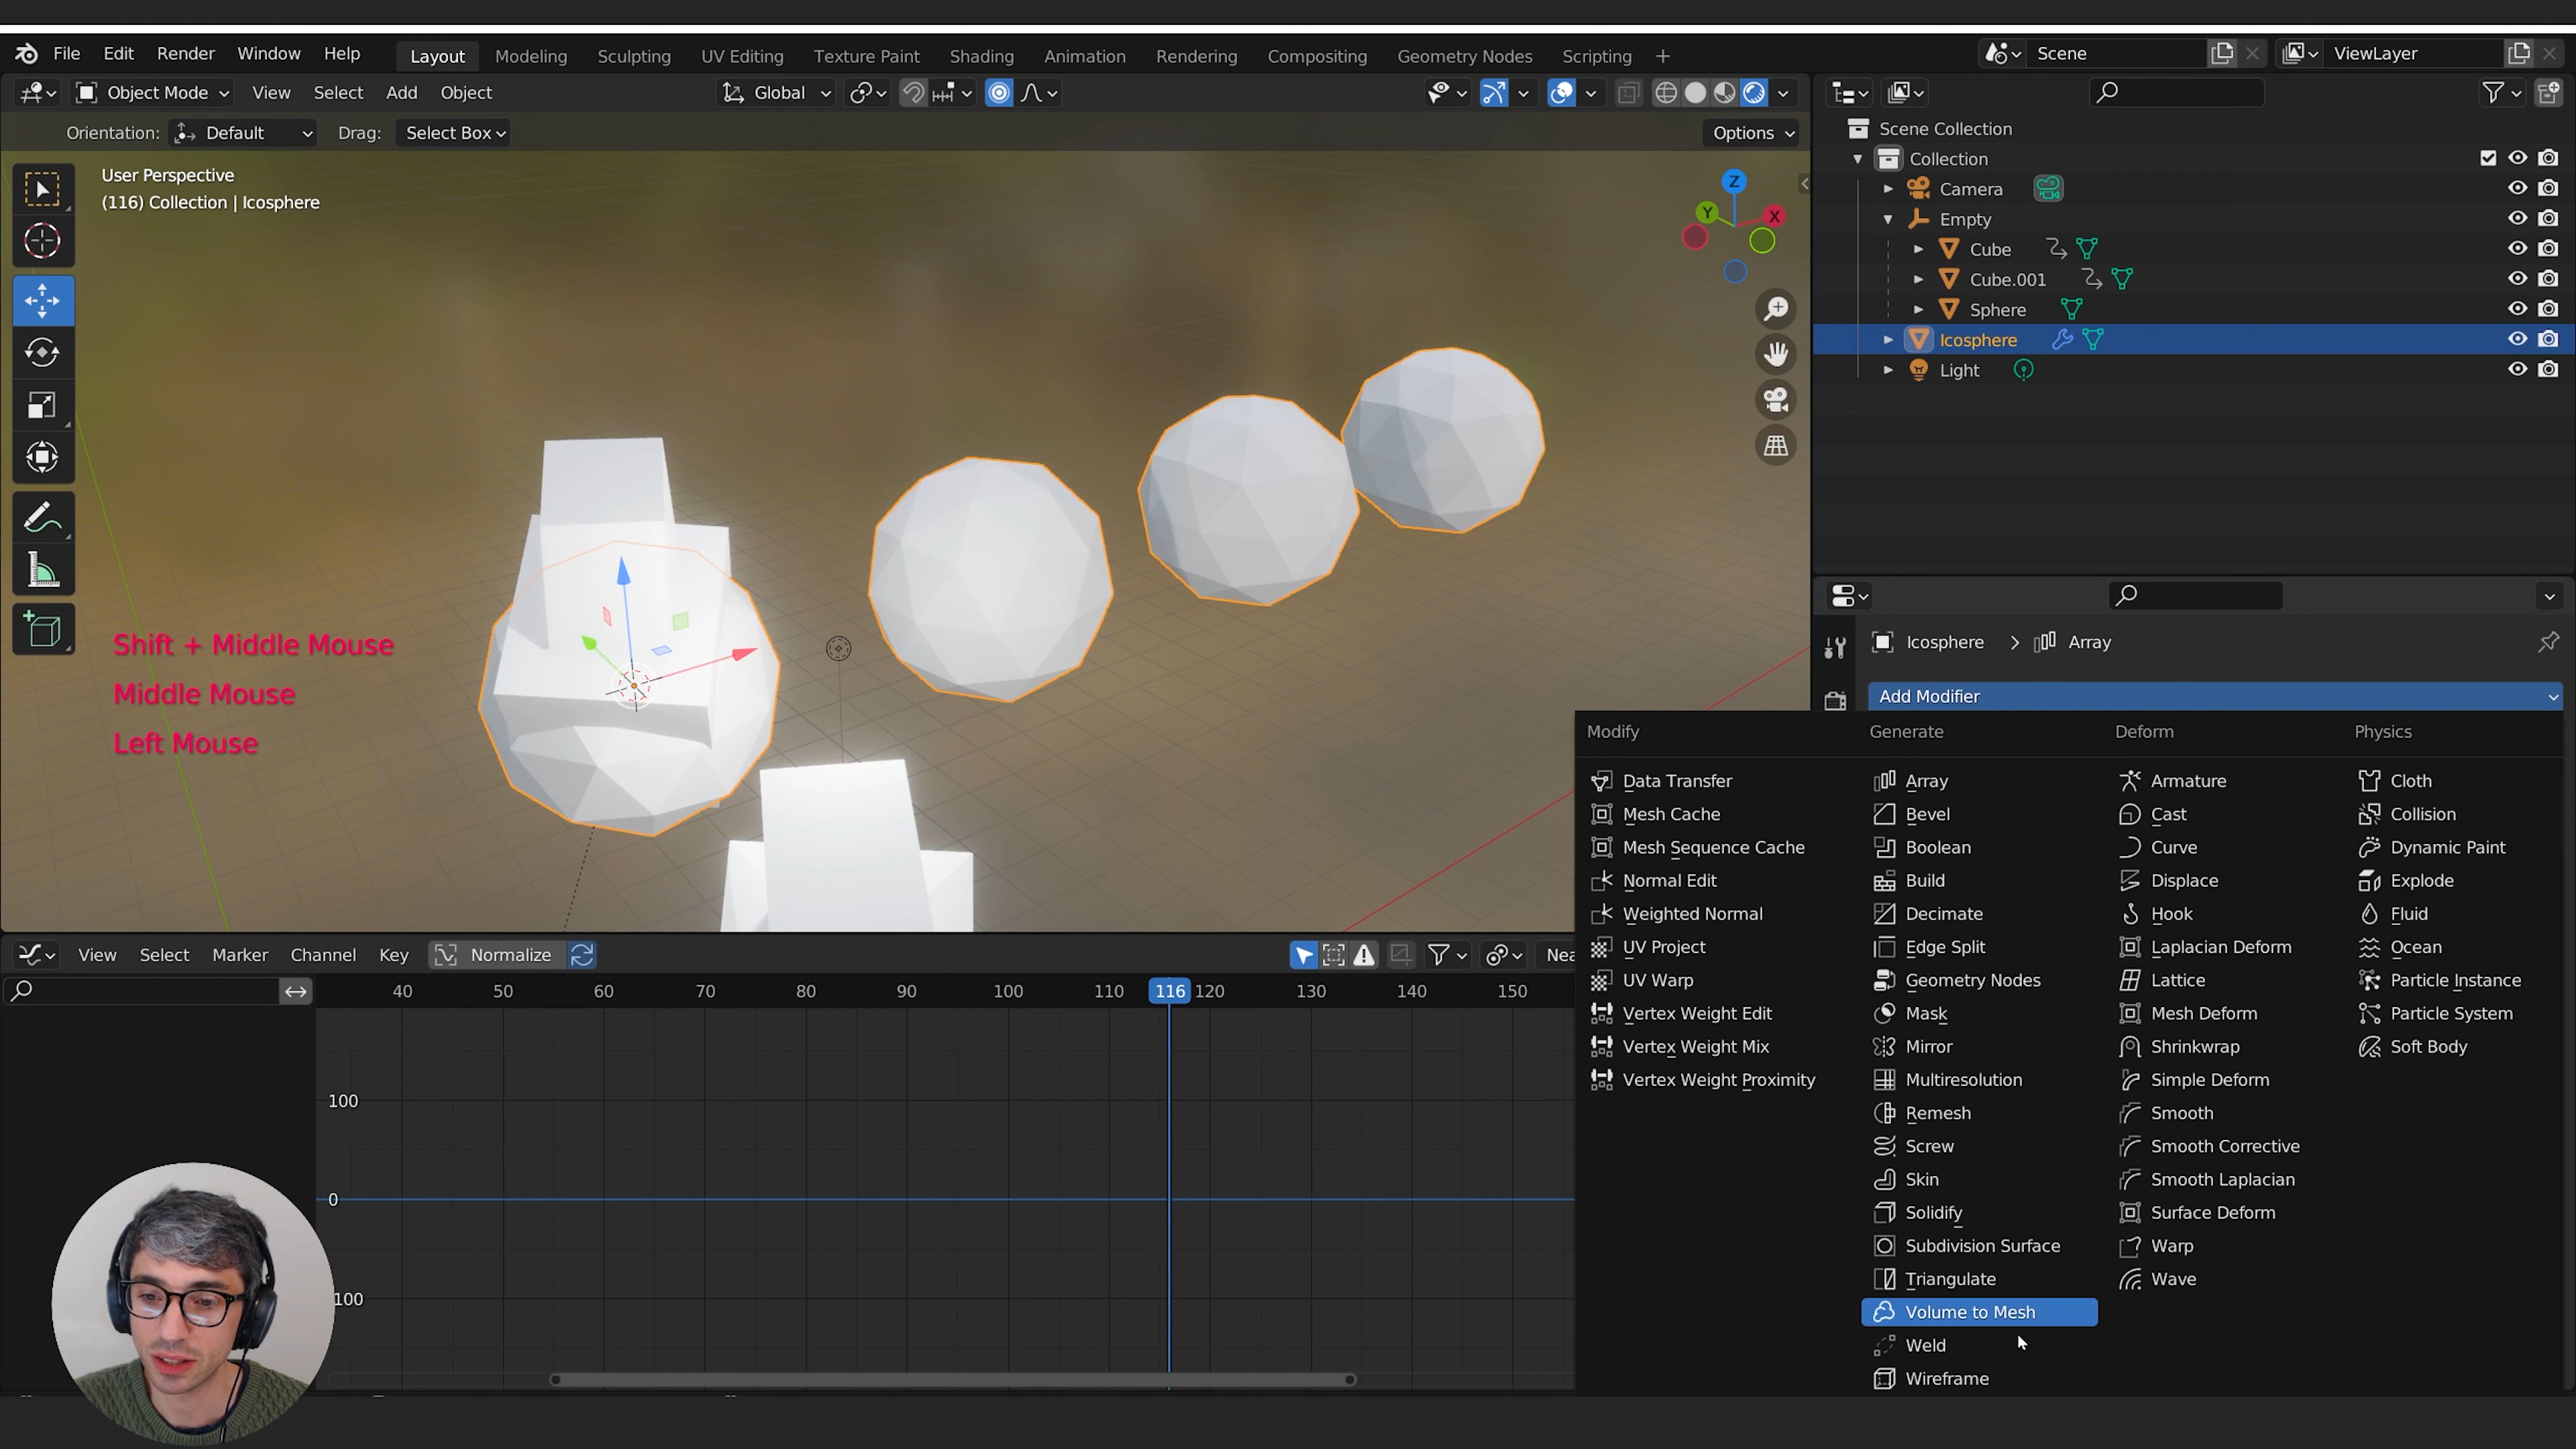 File Edit Render Window Help Layout Modeling Sculpting UV Editing Texture Paint Shading Animation Rendering Compositing Geometry Nodes Scripting + Scene ViewLayer
Object Mode View Select Add Object Global
Orientation: Default Drag: Select Box Options
User Perspective
(116) Collection | Icosphere
Z
Y
X
Shift + Middle Mouse
Middle Mouse
Left Mouse
Scene Collection
Collection
Camera
Empty
Cube
Cube.001
Sphere
Icosphere
Light
Icosphere > Array
Add Modifier
Modify
Data Transfer
Mesh Cache
Mesh Sequence Cache
Normal Edit
Weighted Normal
UV Project
UV Warp
Vertex Weight Edit
Vertex Weight Mix
Vertex Weight Proximity
Generate
Array
Bevel
Boolean
Build
Decimate
Edge Split
Geometry Nodes
Mask
Mirror
Multiresolution
Remesh
Screw
Skin
Solidify
Subdivision Surface
Triangulate
Volume to Mesh
Weld
Wireframe
Deform
Armature
Cast
Curve
Displace
Hook
Laplacian Deform
Lattice
Mesh Deform
Shrinkwrap
Simple Deform
Smooth
Smooth Corrective
Smooth Laplacian
Surface Deform
Warp
Wave
Physics
Cloth
Collision
Dynamic Paint
Explode
Fluid
Ocean
Particle Instance
Particle System
Soft Body
View Select Marker Channel Key Normalize Nea
40 50 60 70 80 90 100 110 116 120 130 140 150
100
0
100